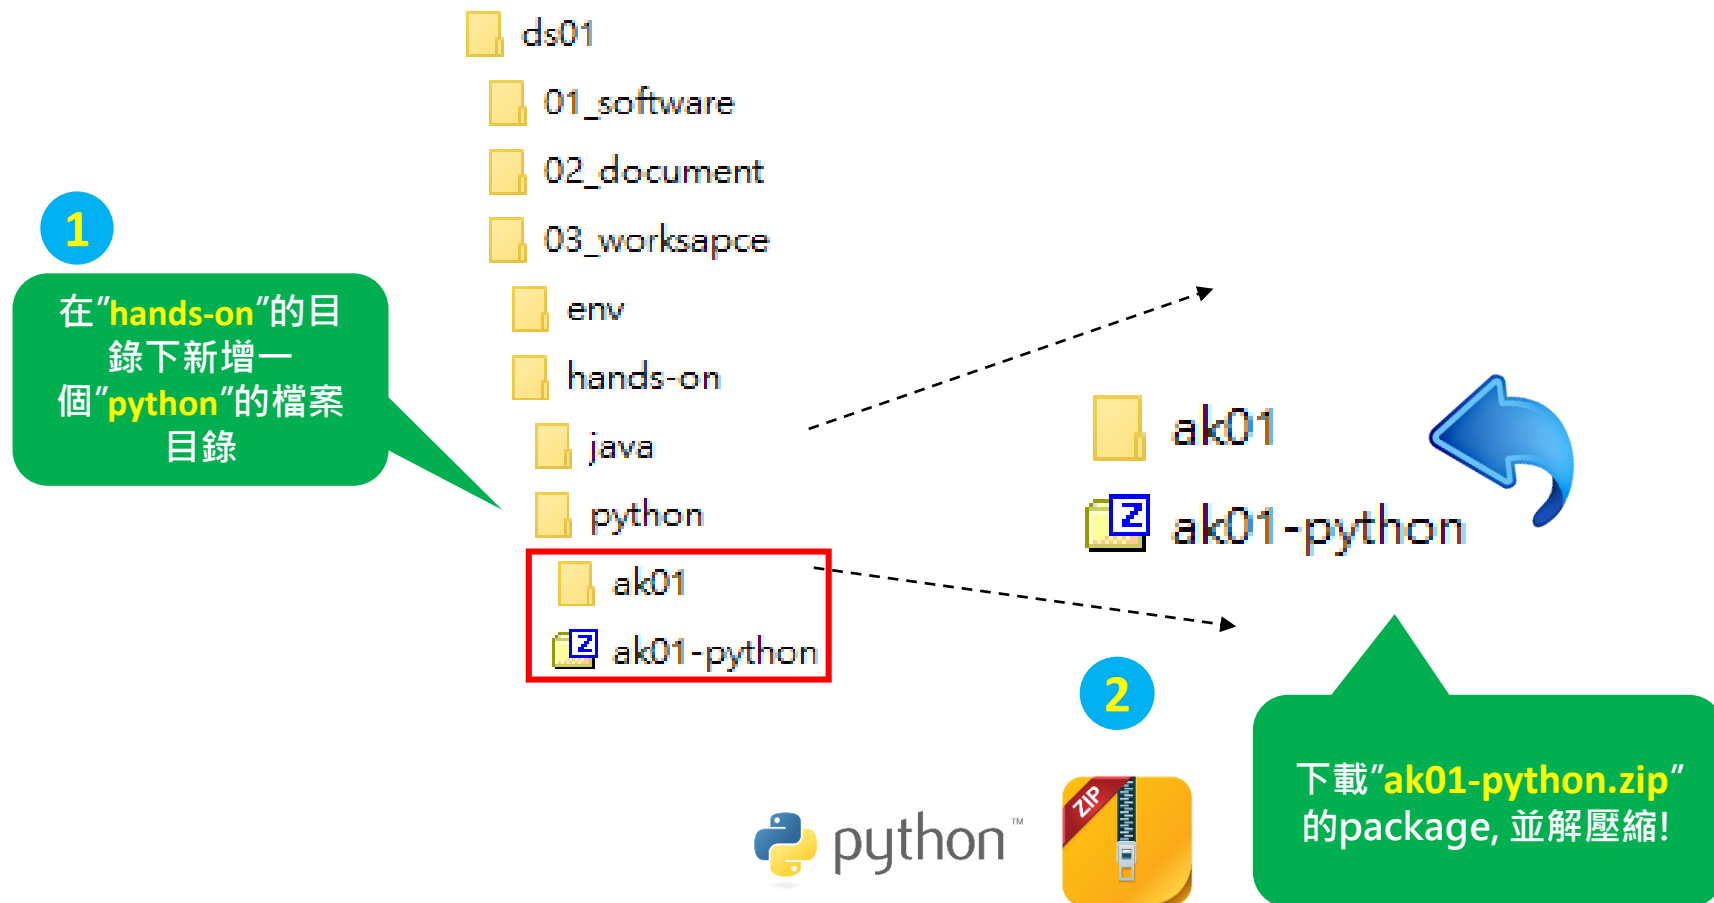 ds01
01_software
02_document
03_worksapce
env
hands-on
java
python
ak01
ak01-python
1
在"hands-on"的目
錄下新增一
個"python"的檔案
目錄
ak01
Z ak01-python
Z
2
下載"ak01-python.zip"
的package, 並解壓縮!
ZIP
python™